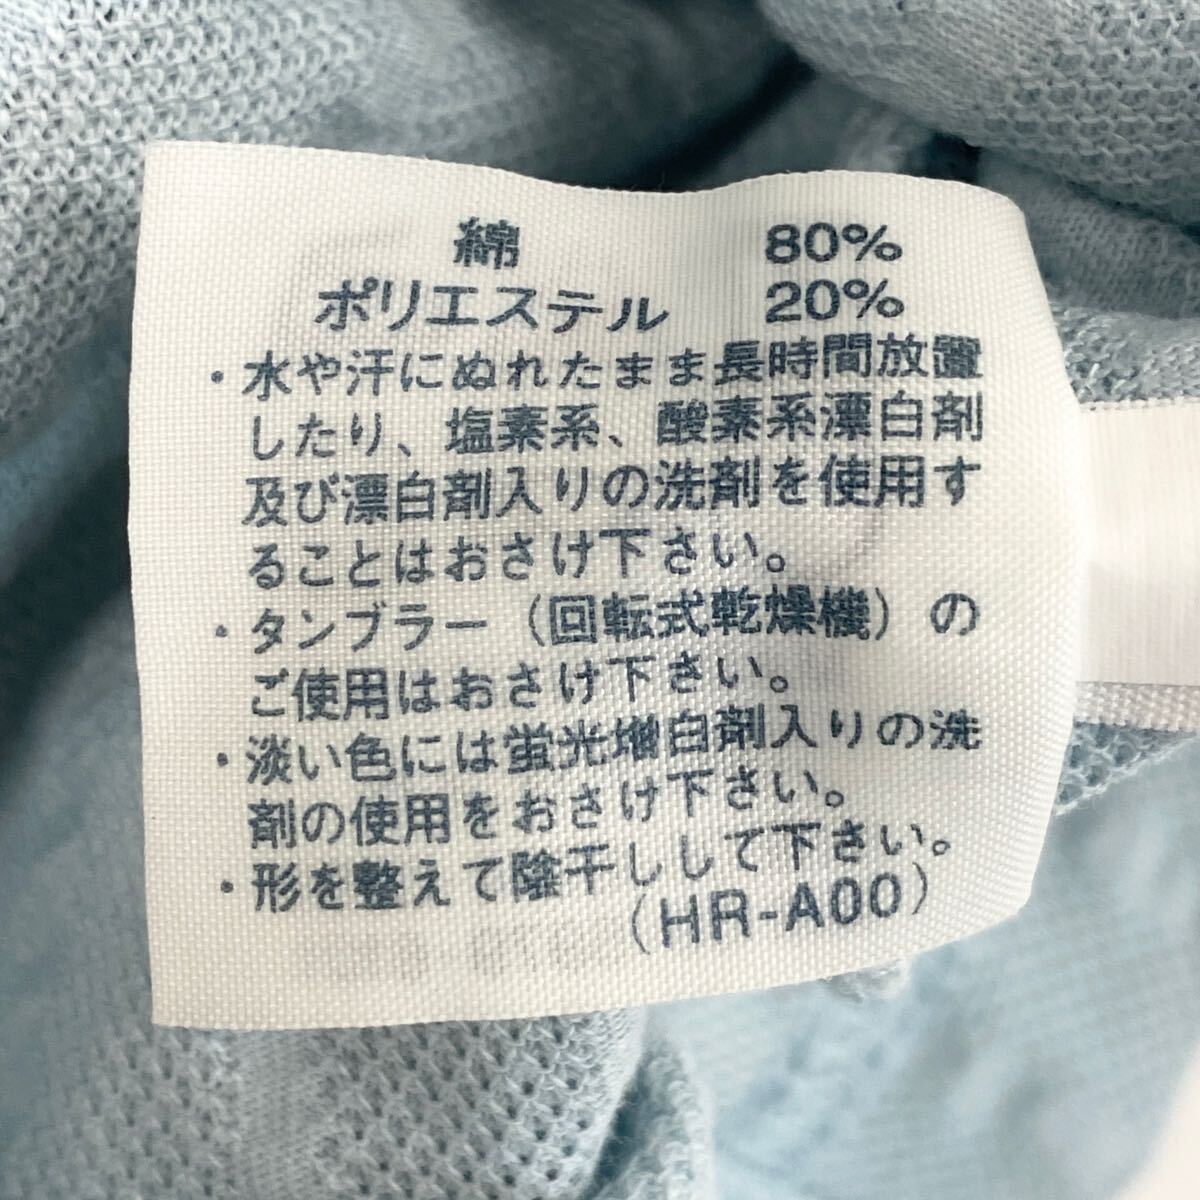 綿 80%
ポリエステル 20%
・水や汗にぬれたまま長時間放置
したり、塩素系、酸素系漂白剤
及び漂白剤入りの洗剤を使用す
ることはおさけ下さい。
・タンブラー（回転式乾燥機）の
ご使用はおさけ下さい。
・淡い色には蛍光増白剤入りの洗
剤の使用をおさけ下さい。
・形を整えて陰干しして下さい。
（HR-A00）